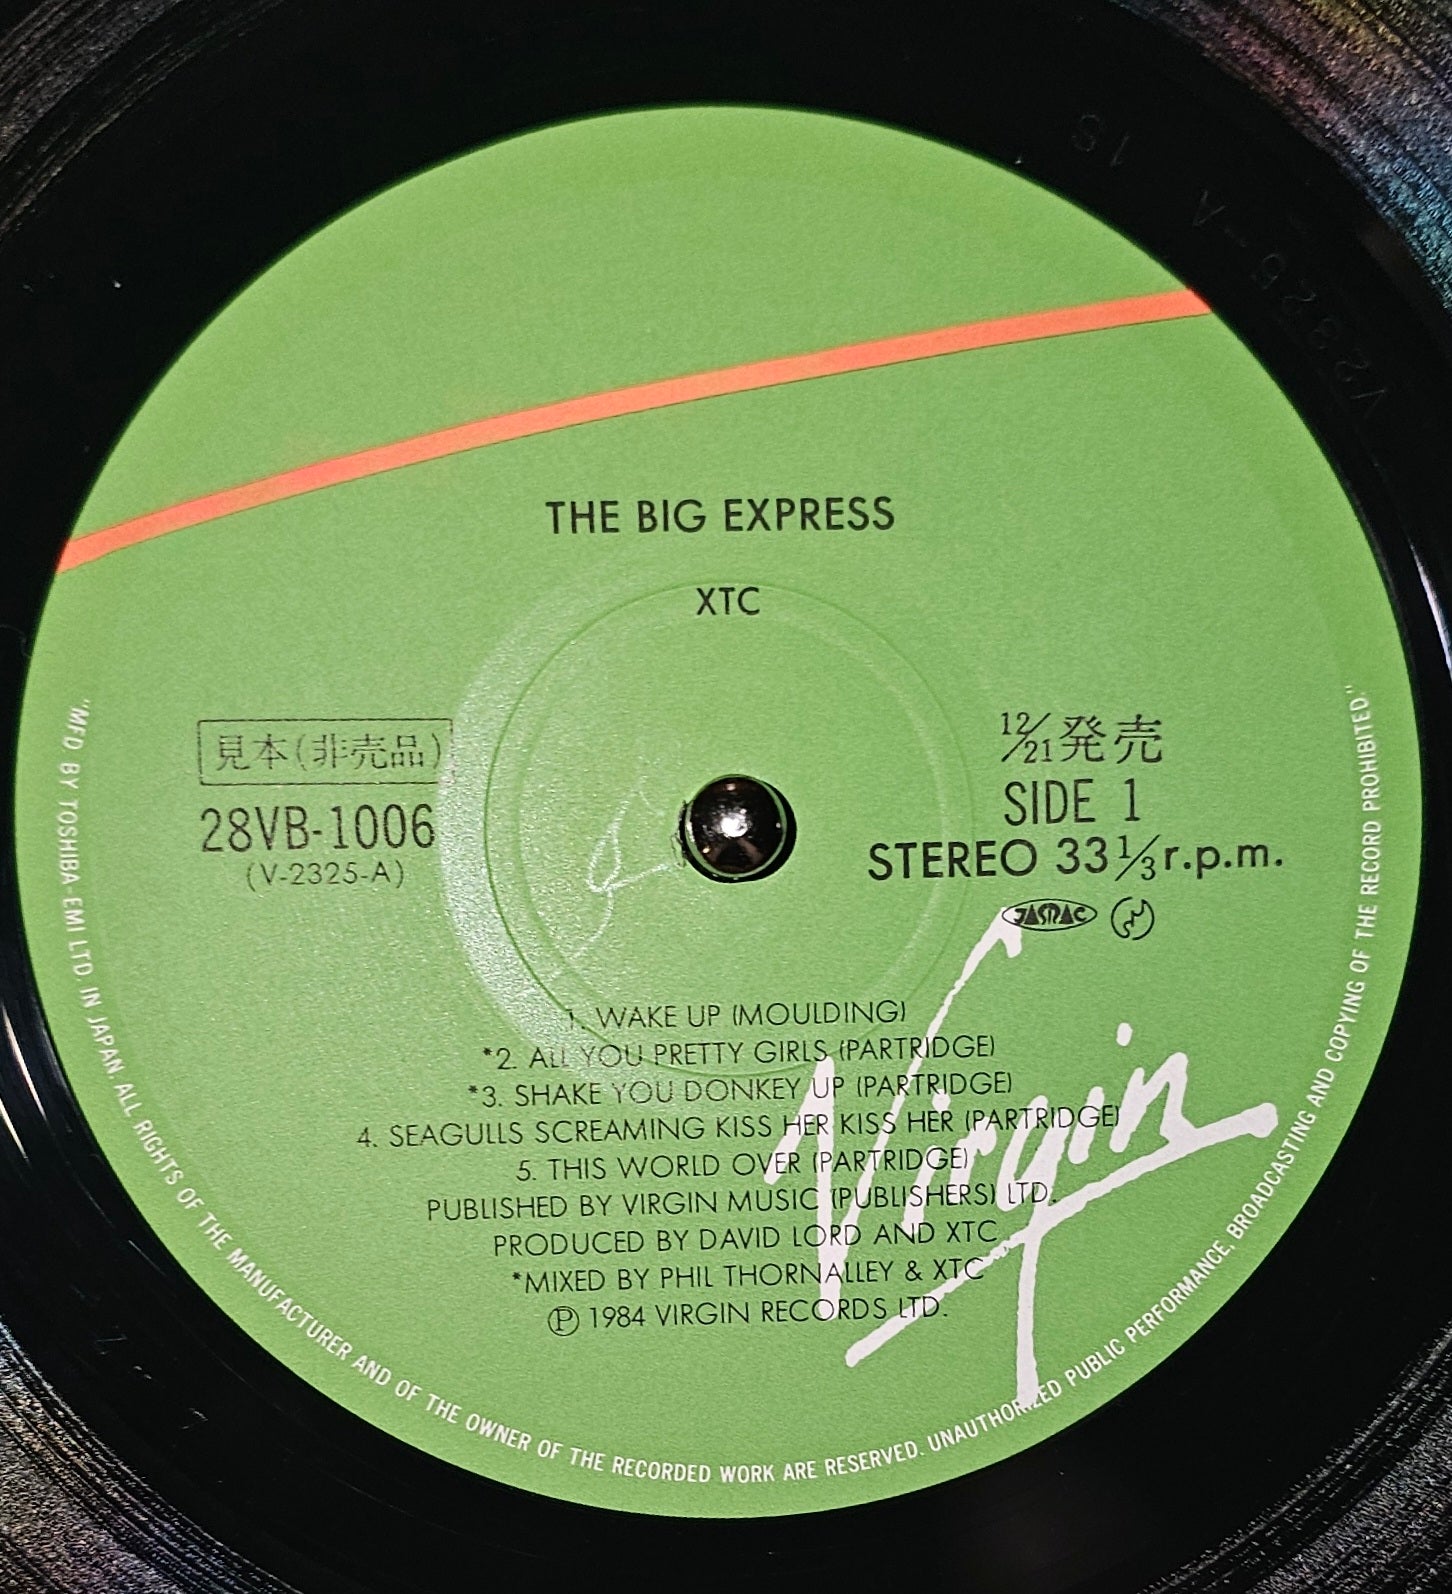 THE BIG EXPRESS
XTC
見本(非売品)
28VB-1006
(V-2325-A)
12/21発売
SIDE 1
STEREO 33 1/3 r.p.m.
JASRAC
1. WAKE UP (MOULDING)
*2. ALL YOU PRETTY GIRLS (PARTRIDGE)
*3. SHAKE YOU DONKEY UP (PARTRIDGE)
4. SEAGULLS SCREAMING KISS HER KISS HER (PARTRIDGE)
5. THIS WORLD OVER (PARTRIDGE)
PUBLISHED BY VIRGIN MUSIC (PUBLISHERS) LTD.
PRODUCED BY DAVID LORD AND XTC
*MIXED BY PHIL THORNALLEY & XTC
Ⓟ 1984 VIRGIN RECORDS LTD.
Virgin
"MFD BY TOSHIBA-EMI LTD. IN JAPAN. ALL RIGHTS OF THE MANUFACTURER AND OF THE OWNER OF THE RECORDED WORK ARE RESERVED. UNAUTHORIZED PUBLIC PERFORMANCE, BROADCASTING AND COPYING OF THE RECORD PROHIBITED."
V2325-A